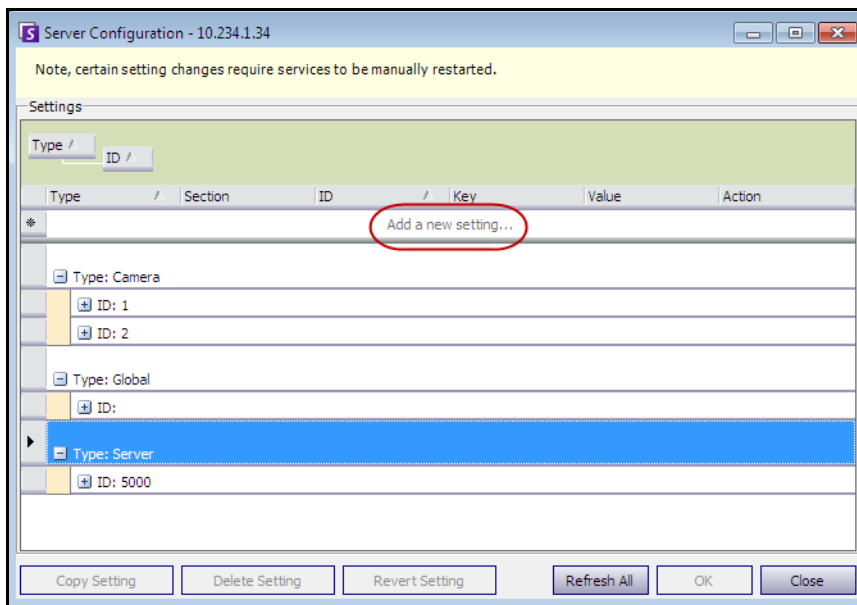 Server Configuration - 10.234.1.34
Note, certain setting changes require services to be manually restarted.
Settings
Type
ID
Type Section ID Key Value Action
Add a new setting...
Type: Camera
ID: 1
ID: 2
Type: Global
ID:
Type: Server
ID: 5000
Copy Setting Delete Setting Revert Setting Refresh All OK Close